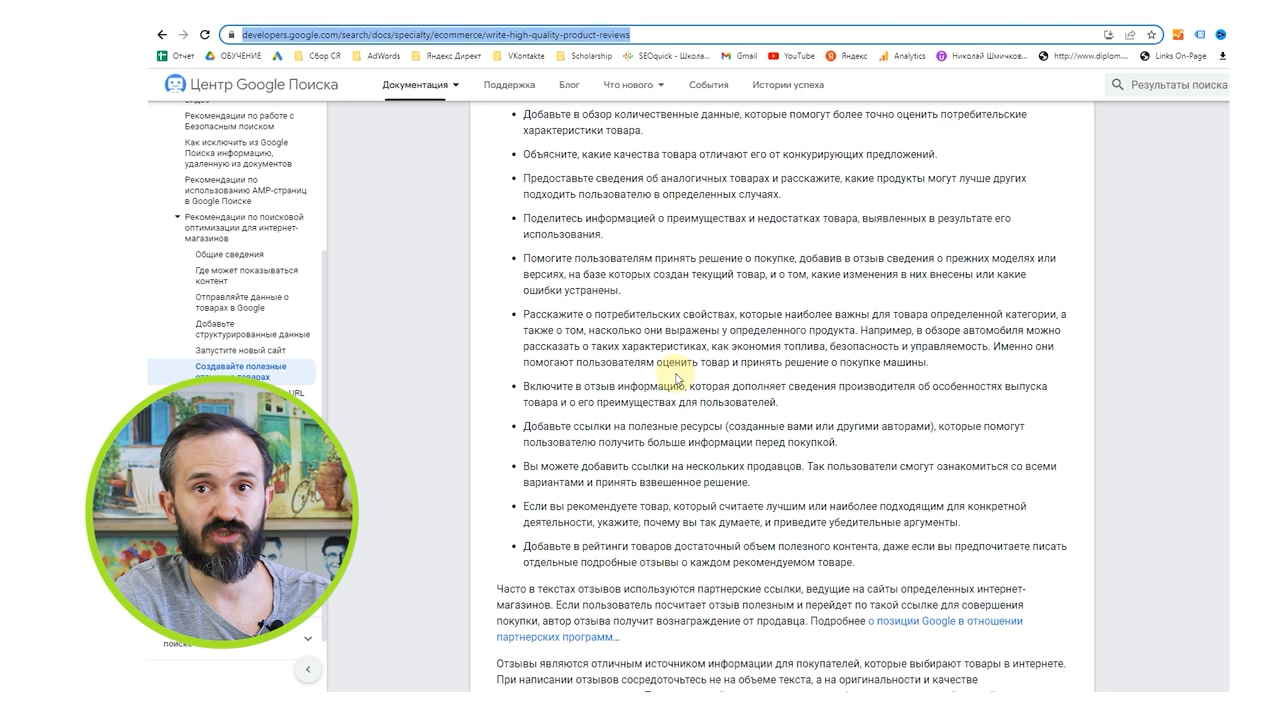 developers.google.com/search/docs/specialty/ecommerce/write-high-quality-product-reviews
Отчет ОБУЧЕНИЕ Сбор СЯ AdWords Яндекс Директ VKontakte Scholarship SEOquick - Школа... Gmail YouTube Яндекс Analytics Николай Шмичков... http://www.diplom.... Links On-Page
Центр Google Поиска Документация Поддержка Блог Что нового События Истории успеха Результаты поиска
видео
Рекомендации по работе с
Безопасным поиском
Как исключить из Google
Поиска информацию,
удаленную из документов
Рекомендации по
использованию AMP-страниц
в Google Поиске
Рекомендации по поисковой
оптимизации для интернет-
магазинов
Общие сведения
Где может показываться
контент
Отправляйте данные о
товарах в Google
Добавьте
структурированные данные
Запустите новый сайт
Создавайте полезные
товарах
URL
поиске
• Добавьте в обзор количественные данные, которые помогут более точно оценить потребительские
характеристики товара.
• Объясните, какие качества товара отличают его от конкурирующих предложений.
• Предоставьте сведения об аналогичных товарах и расскажите, какие продукты могут лучше других
подходить пользователю в определенных случаях.
• Поделитесь информацией о преимуществах и недостатках товара, выявленных в результате его
использования.
• Помогите пользователям принять решение о покупке, добавив в отзыв сведения о прежних моделях или
версиях, на базе которых создан текущий товар, и о том, какие изменения в них внесены или какие
ошибки устранены.
• Расскажите о потребительских свойствах, которые наиболее важны для товара определенной категории, а
также о том, насколько они выражены у определенного продукта. Например, в обзоре автомобиля можно
рассказать о таких характеристиках, как экономия топлива, безопасность и управляемость. Именно они
помогают пользователям оценить товар и принять решение о покупке машины.
• Включите в отзыв информацию, которая дополняет сведения производителя об особенностях выпуска
товара и о его преимуществах для пользователей.
• Добавьте ссылки на полезные ресурсы (созданные вами или другими авторами), которые помогут
пользователю получить больше информации перед покупкой.
• Вы можете добавить ссылки на нескольких продавцов. Так пользователи смогут ознакомиться со всеми
вариантами и принять взвешенное решение.
• Если вы рекомендуете товар, который считаете лучшим или наиболее подходящим для конкретной
деятельности, укажите, почему вы так думаете, и приведите убедительные аргументы.
• Добавьте в рейтинги товаров достаточный объем полезного контента, даже если вы предпочитаете писать
отдельные подробные отзывы о каждом рекомендуемом товаре.
Часто в текстах отзывов используются партнерские ссылки, ведущие на сайты определенных интернет-
магазинов. Если пользователь посчитает отзыв полезным и перейдет по такой ссылке для совершения
покупки, автор отзыва получит вознаграждение от продавца. Подробнее о позиции Google в отношении
партнерских программ…
Отзывы являются отличным источником информации для покупателей, которые выбирают товары в интернете.
При написании отзывов сосредоточьтесь не на объеме текста, а на оригинальности и качестве